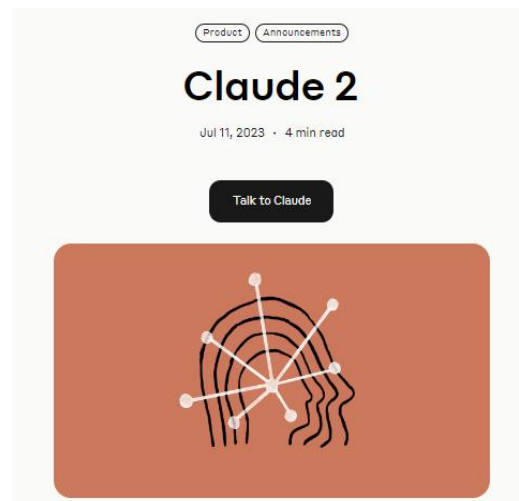 Product Announcements
Claude 2
Jul 11, 2023 · 4 min read
Talk to Claude